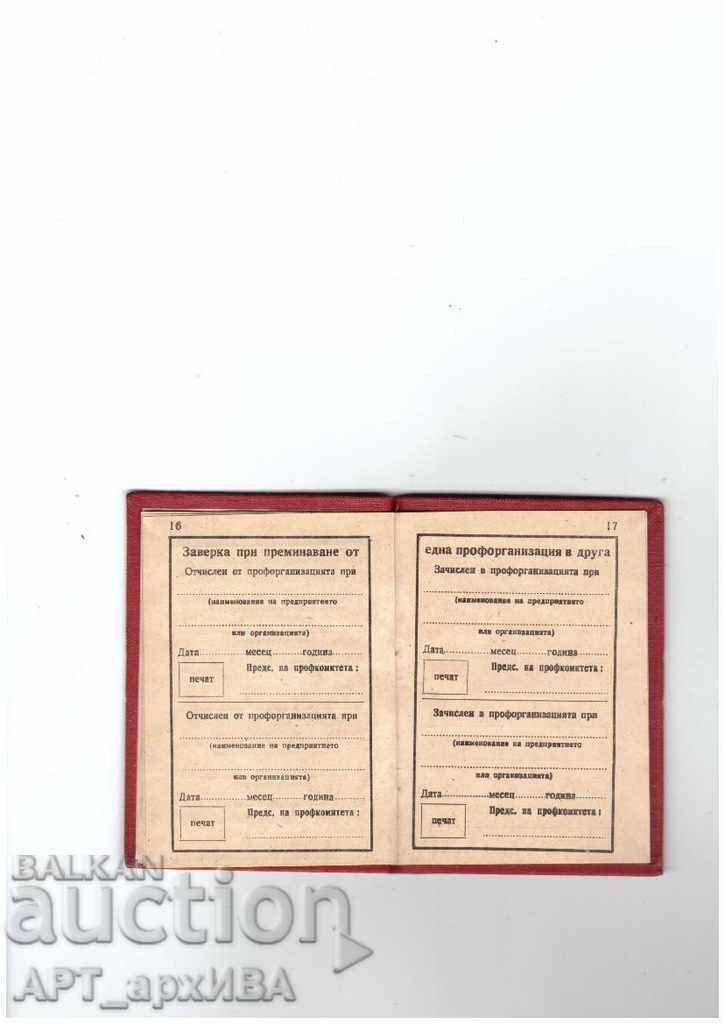 16
Заверка при преминаване от
Отчислен от профорганизацията при
(наименование на предприятието
или организацията)
Дата.........месец.........година.........
печат
Предс. на профкомитета:
Отчислен от профорганизацията при
(наименование на предприятието
или организацията)
Дата.........месец.........година.........
печат
Предс. на профкомитета:
17
една профорганизация в друга
Зачислен в профорганизацията при
(наименование на предприятието
или организацията)
Дата.........месец.........година.........
печат
Предс. на профкомитета:
Зачислен в профорганизацията при
(наименование на предприятието
или организацията)
Дата.........месец.........година.........
печат
Предс. на профкомитета:
BALKAN
auction
АРТ_архИВА